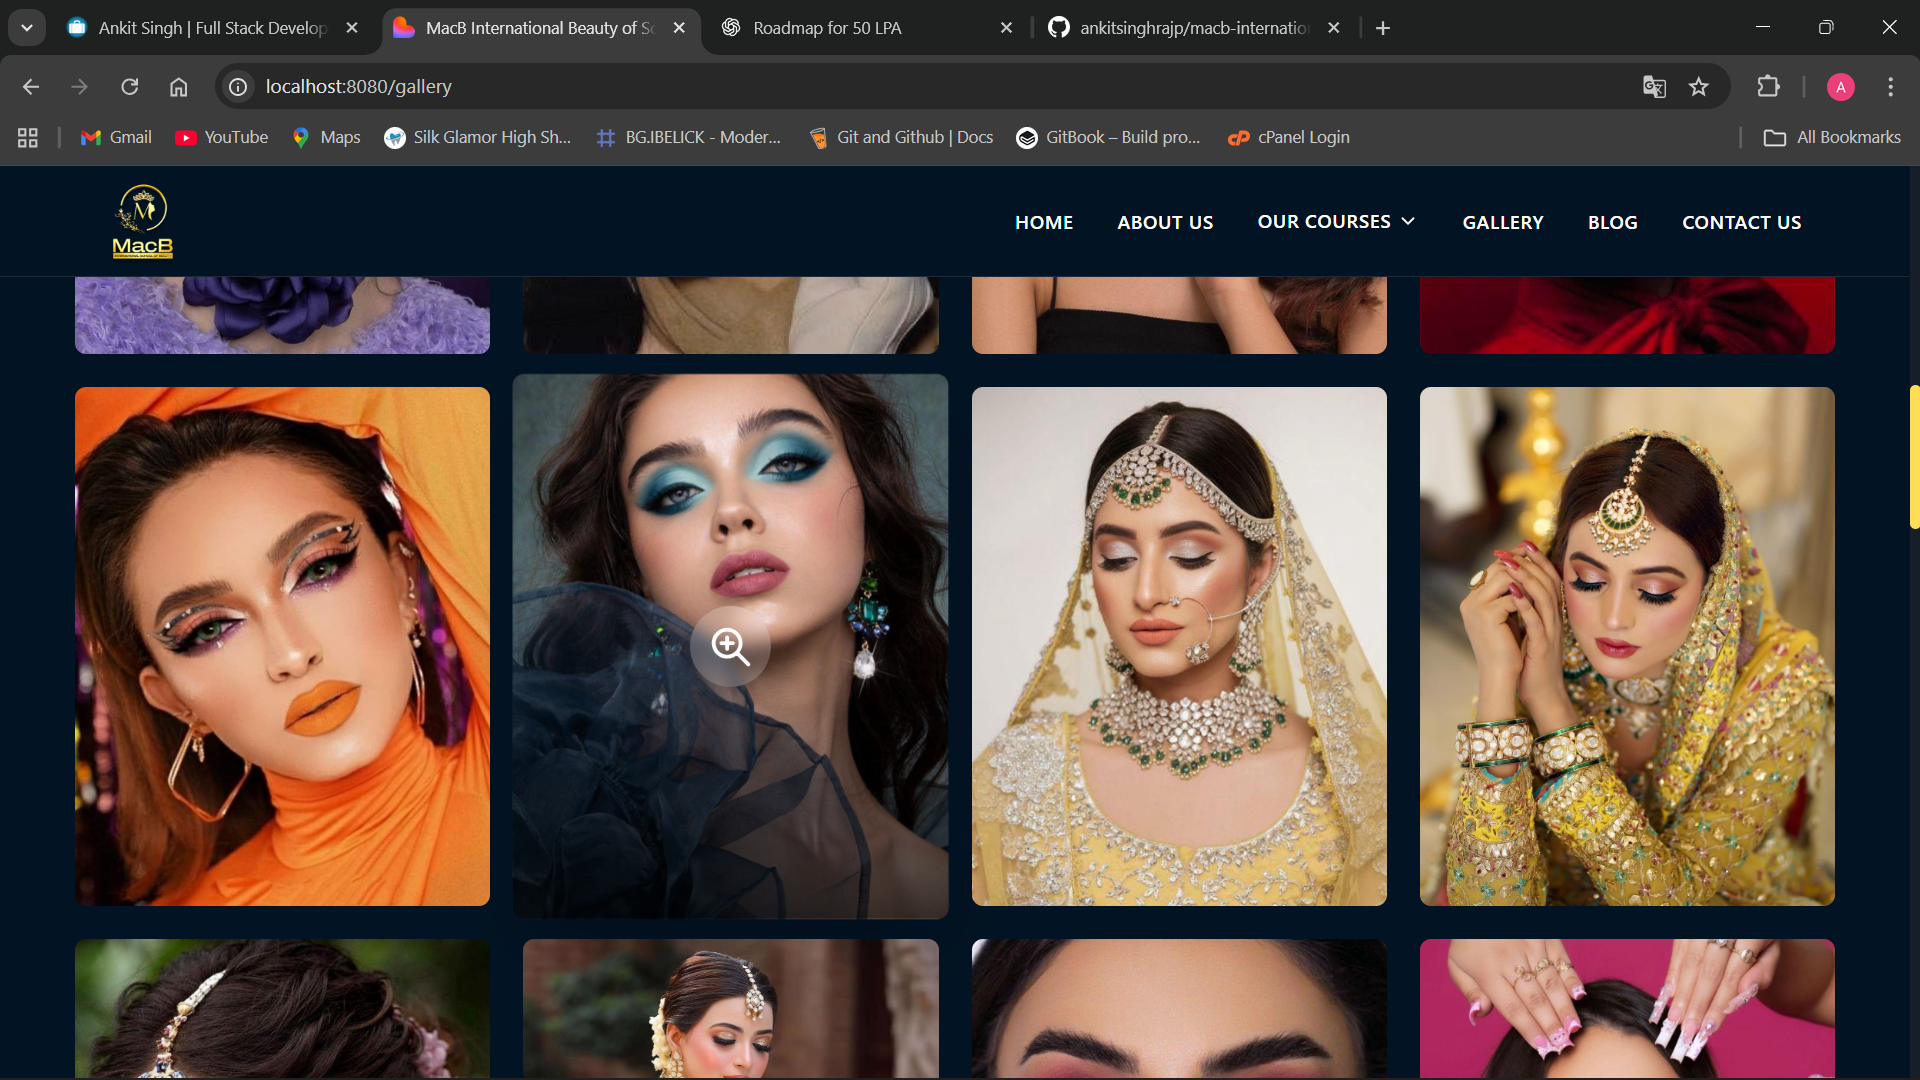 Ankit Singh | Full Stack Develop
MacB International Beauty of Sc
Roadmap for 50 LPA
ankitsinghrajp/macb-internatio
localhost:8080/gallery
A
Gmail
YouTube
Maps
Silk Glamor High Sh...
BG.IBELICK - Moder...
Git and Github | Docs
GitBook – Build pro...
cPanel Login
All Bookmarks
M
MacB
HOME
ABOUT US
OUR COURSES
GALLERY
BLOG
CONTACT US